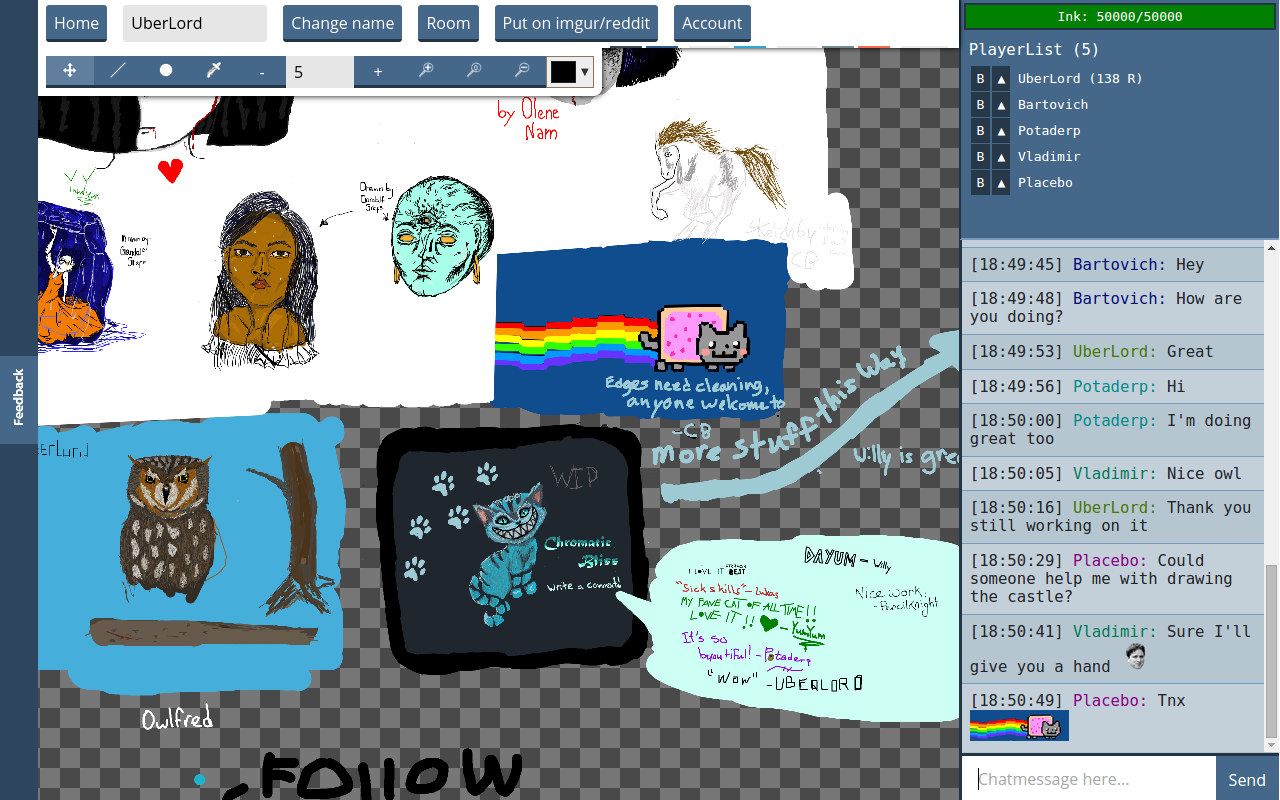 Home
UberLord
Change name
Room
Put on imgur/reddit
Account
-
5
+
Feedback
by Olene
Nam
Drawn by
Edges need cleaning,
anyone welcome to
-CB
more stuff this way
Willy is gre
WIP
Chromatic
Bliss
write a comment!
I LOVE IT
BEST
DAYUM - Willy
"Sick skills" - Lukas
MY FAVE CAT OF ALL TIME!!
LOVE IT!! - YumYum
Nice work.
-PencilKnight
It's so
byoutiful! - Potaderp
"Wow" - UBERLORD
Owlfred
FOLLOW
Sketch by
CB
Ink: 50000/50000
PlayerList (5)
B ▲ UberLord (138 R)
B ▲ Bartovich
B ▲ Potaderp
B ▲ Vladimir
B ▲ Placebo
[18:49:45] Bartovich: Hey
[18:49:48] Bartovich: How are
you doing?
[18:49:53] UberLord: Great
[18:49:56] Potaderp: Hi
[18:50:00] Potaderp: I'm doing
great too
[18:50:05] Vladimir: Nice owl
[18:50:16] UberLord: Thank you
still working on it
[18:50:29] Placebo: Could
someone help me with drawing
the castle?
[18:50:41] Vladimir: Sure I'll
give you a hand
[18:50:49] Placebo: Tnx
Chatmessage here...
Send